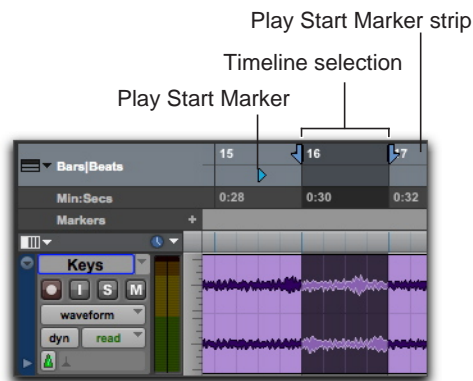 Play Start Marker strip
Timeline selection
Play Start Marker
Bars|Beats
15
16
17
Min:Secs
0:28
0:30
0:32
Markers
+
Keys
I
S
M
waveform
dyn
read